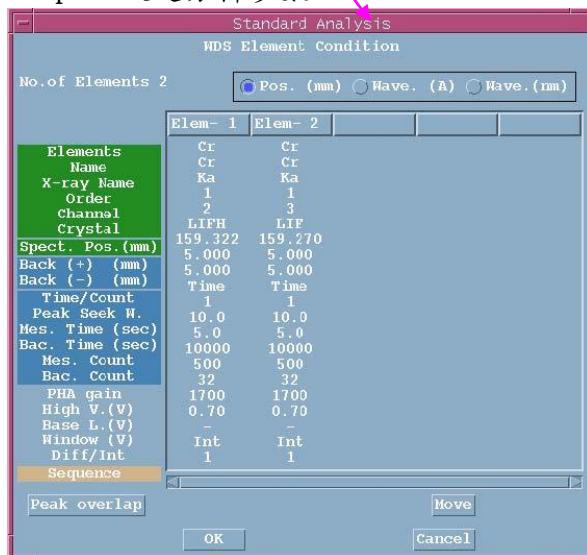 Standard Analysis
WDS Element Condition
No.of Elements 2
Pos. (mm) Wave. (A) Wave.(nm)
Elem- 1 Elem- 2
Elements Cr Cr
Name Cr Cr
X-ray Name Ka Ka
Order 1 1
Channel 2 3
Crystal LIFH LIF
Spect. Pos.(mm) 159.322 159.270
Back (+) (mm) 5.000 5.000
Back (-) (mm) 5.000 5.000
Time/Count Time Time
Peak Seek W. 1 1
Mes. Time (sec) 10.0 10.0
Bac. Time (sec) 5.0 5.0
Mes. Count 10000 10000
Bac. Count 500 500
PHA gain 32 32
High V.(V) 1700 1700
Base L.(V) 0.70 0.70
Window (V) - -
Diff/Int Int Int
Sequence 1 1
Peak overlap Move
OK Cancel